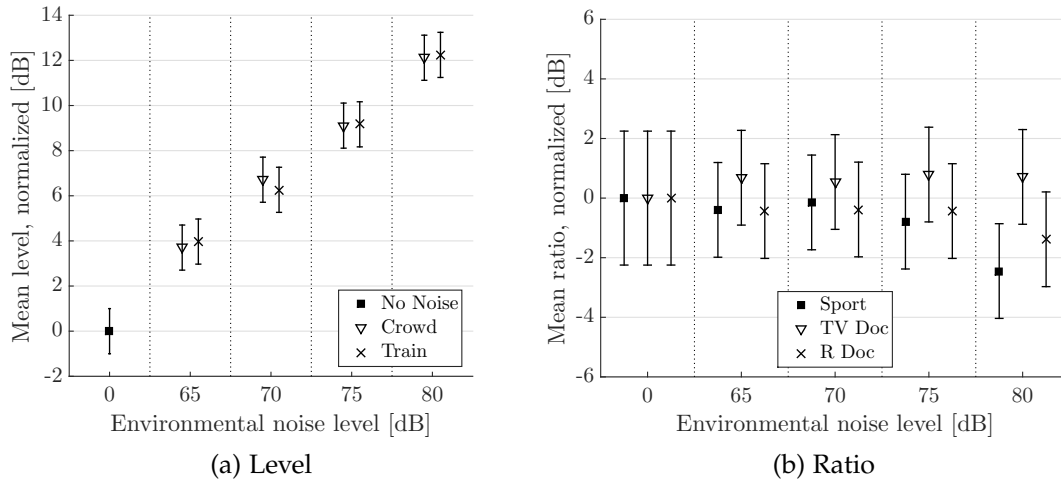 Mean level, normalized [dB]
14
12
10
8
6
4
2
0
-2
No Noise
Crowd
Train
0 65 70 75 80
Environmental noise level [dB]
(a) Level
Mean ratio, normalized [dB]
6
4
2
0
-2
-4
-6
Sport
TV Doc
R Doc
0 65 70 75 80
Environmental noise level [dB]
(b) Ratio